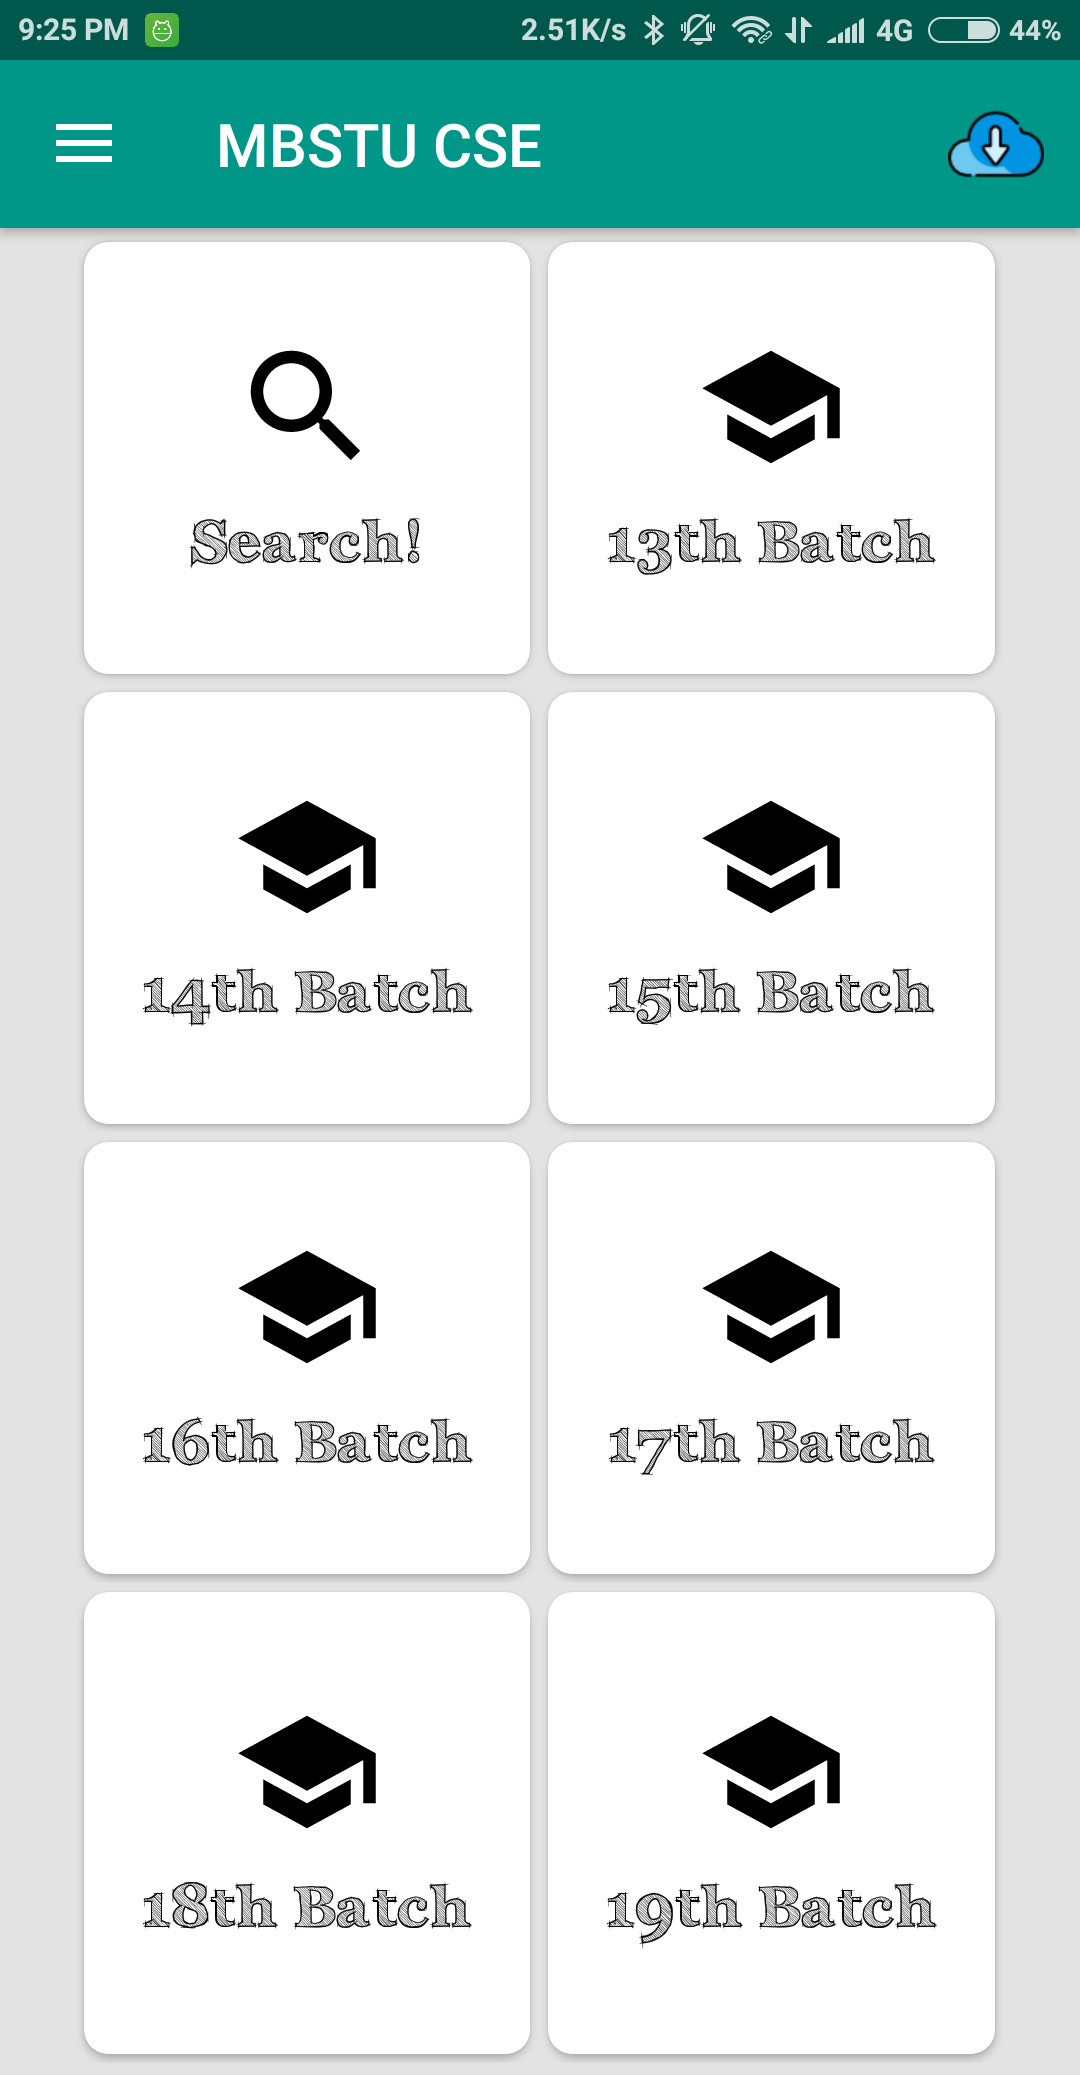 9:25 PM 2.51K/s 4G 44%
MBSTU CSE
Search! 13th Batch
14th Batch 15th Batch
16th Batch 17th Batch
18th Batch 19th Batch